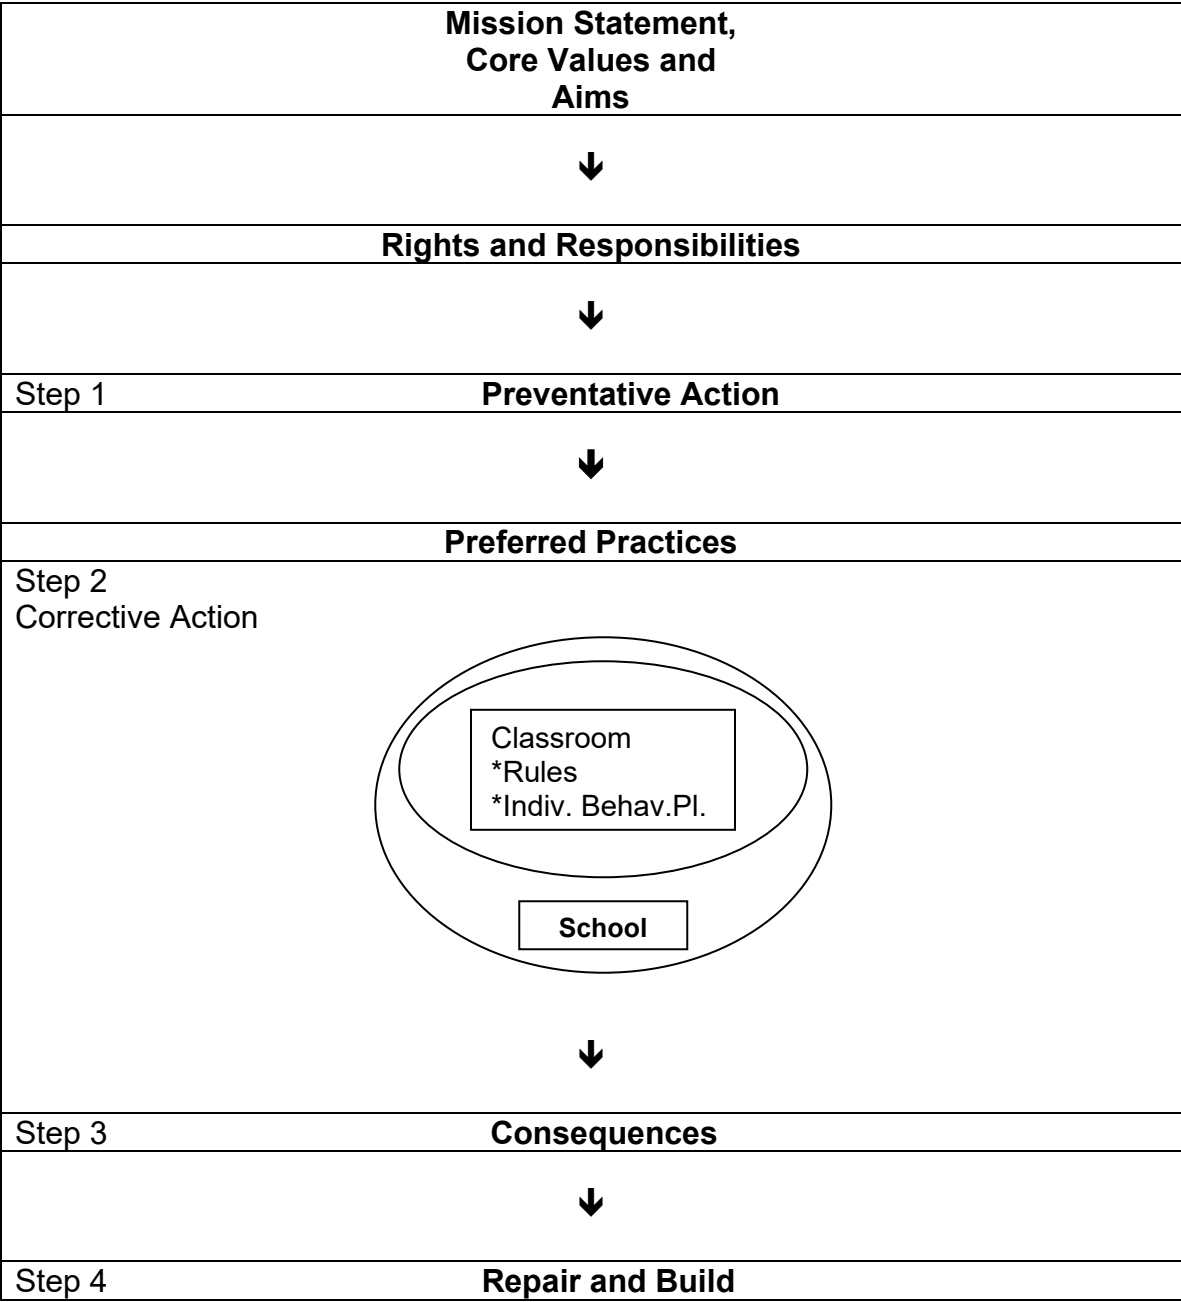 Mission Statement,
Core Values and
Aims
Rights and Responsibilities
Step 1 Preventative Action
Preferred Practices
Step 2
Corrective Action
Classroom
*Rules
*Indiv. Behav.Pl.
School
Step 3 Consequences
Step 4 Repair and Build